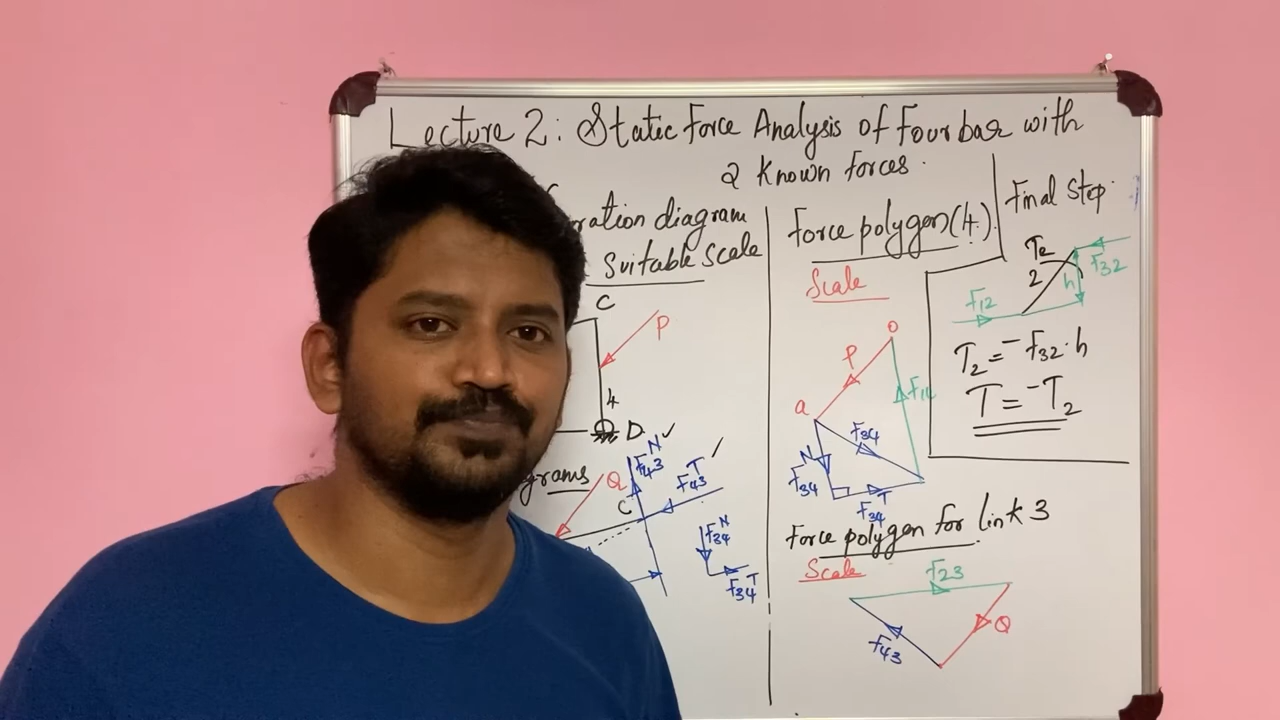 Lecture 2: Static Force Analysis of Four bar with
2 Known forces.
ration diagram
Suitable Scale
C
P
4
D
grams
Q
F43 N
F43 T
C
F34 N
F34 T
Force polygon(4)
Scale
O
P
a
F14
F34
F34 N
F34 T
Force polygon for link 3
Scale
F23
Q
F43
Final Step
T2
2
F32
h
F12
T2 = -F32.h
T = -T2